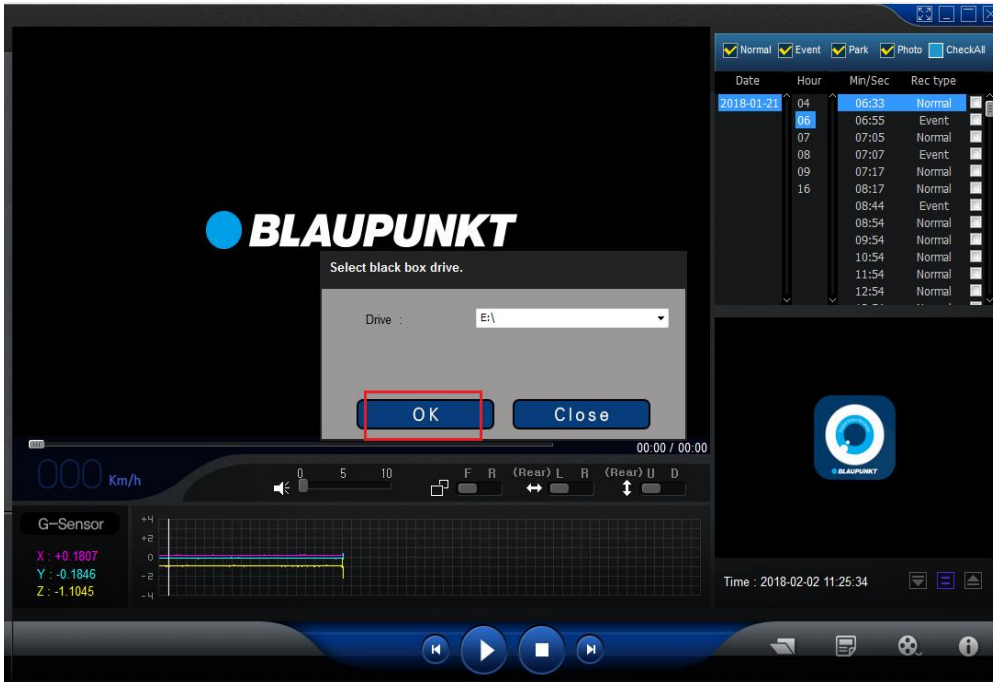 Normal Event Park Photo CheckAll
Date Hour Min/Sec Rec type
2018-01-21 04 06:33 Normal
06 06:55 Event
07 07:05 Normal
08 07:07 Event
09 07:17 Normal
16 08:17 Normal
08:44 Event
08:54 Normal
09:54 Normal
10:54 Normal
11:54 Normal
12:54 Normal
BLAUPUNKT
Select black box drive.
Drive : E:\
OK Close
00:00 / 00:00
000 Km/h
0 5 10 F R (Rear) L R (Rear) U D
G-Sensor
X : +0.1807
Y : -0.1846
Z : -1.1045
+4
+2
0
-2
-4
BLAUPUNKT
Time : 2018-02-02 11:25:34